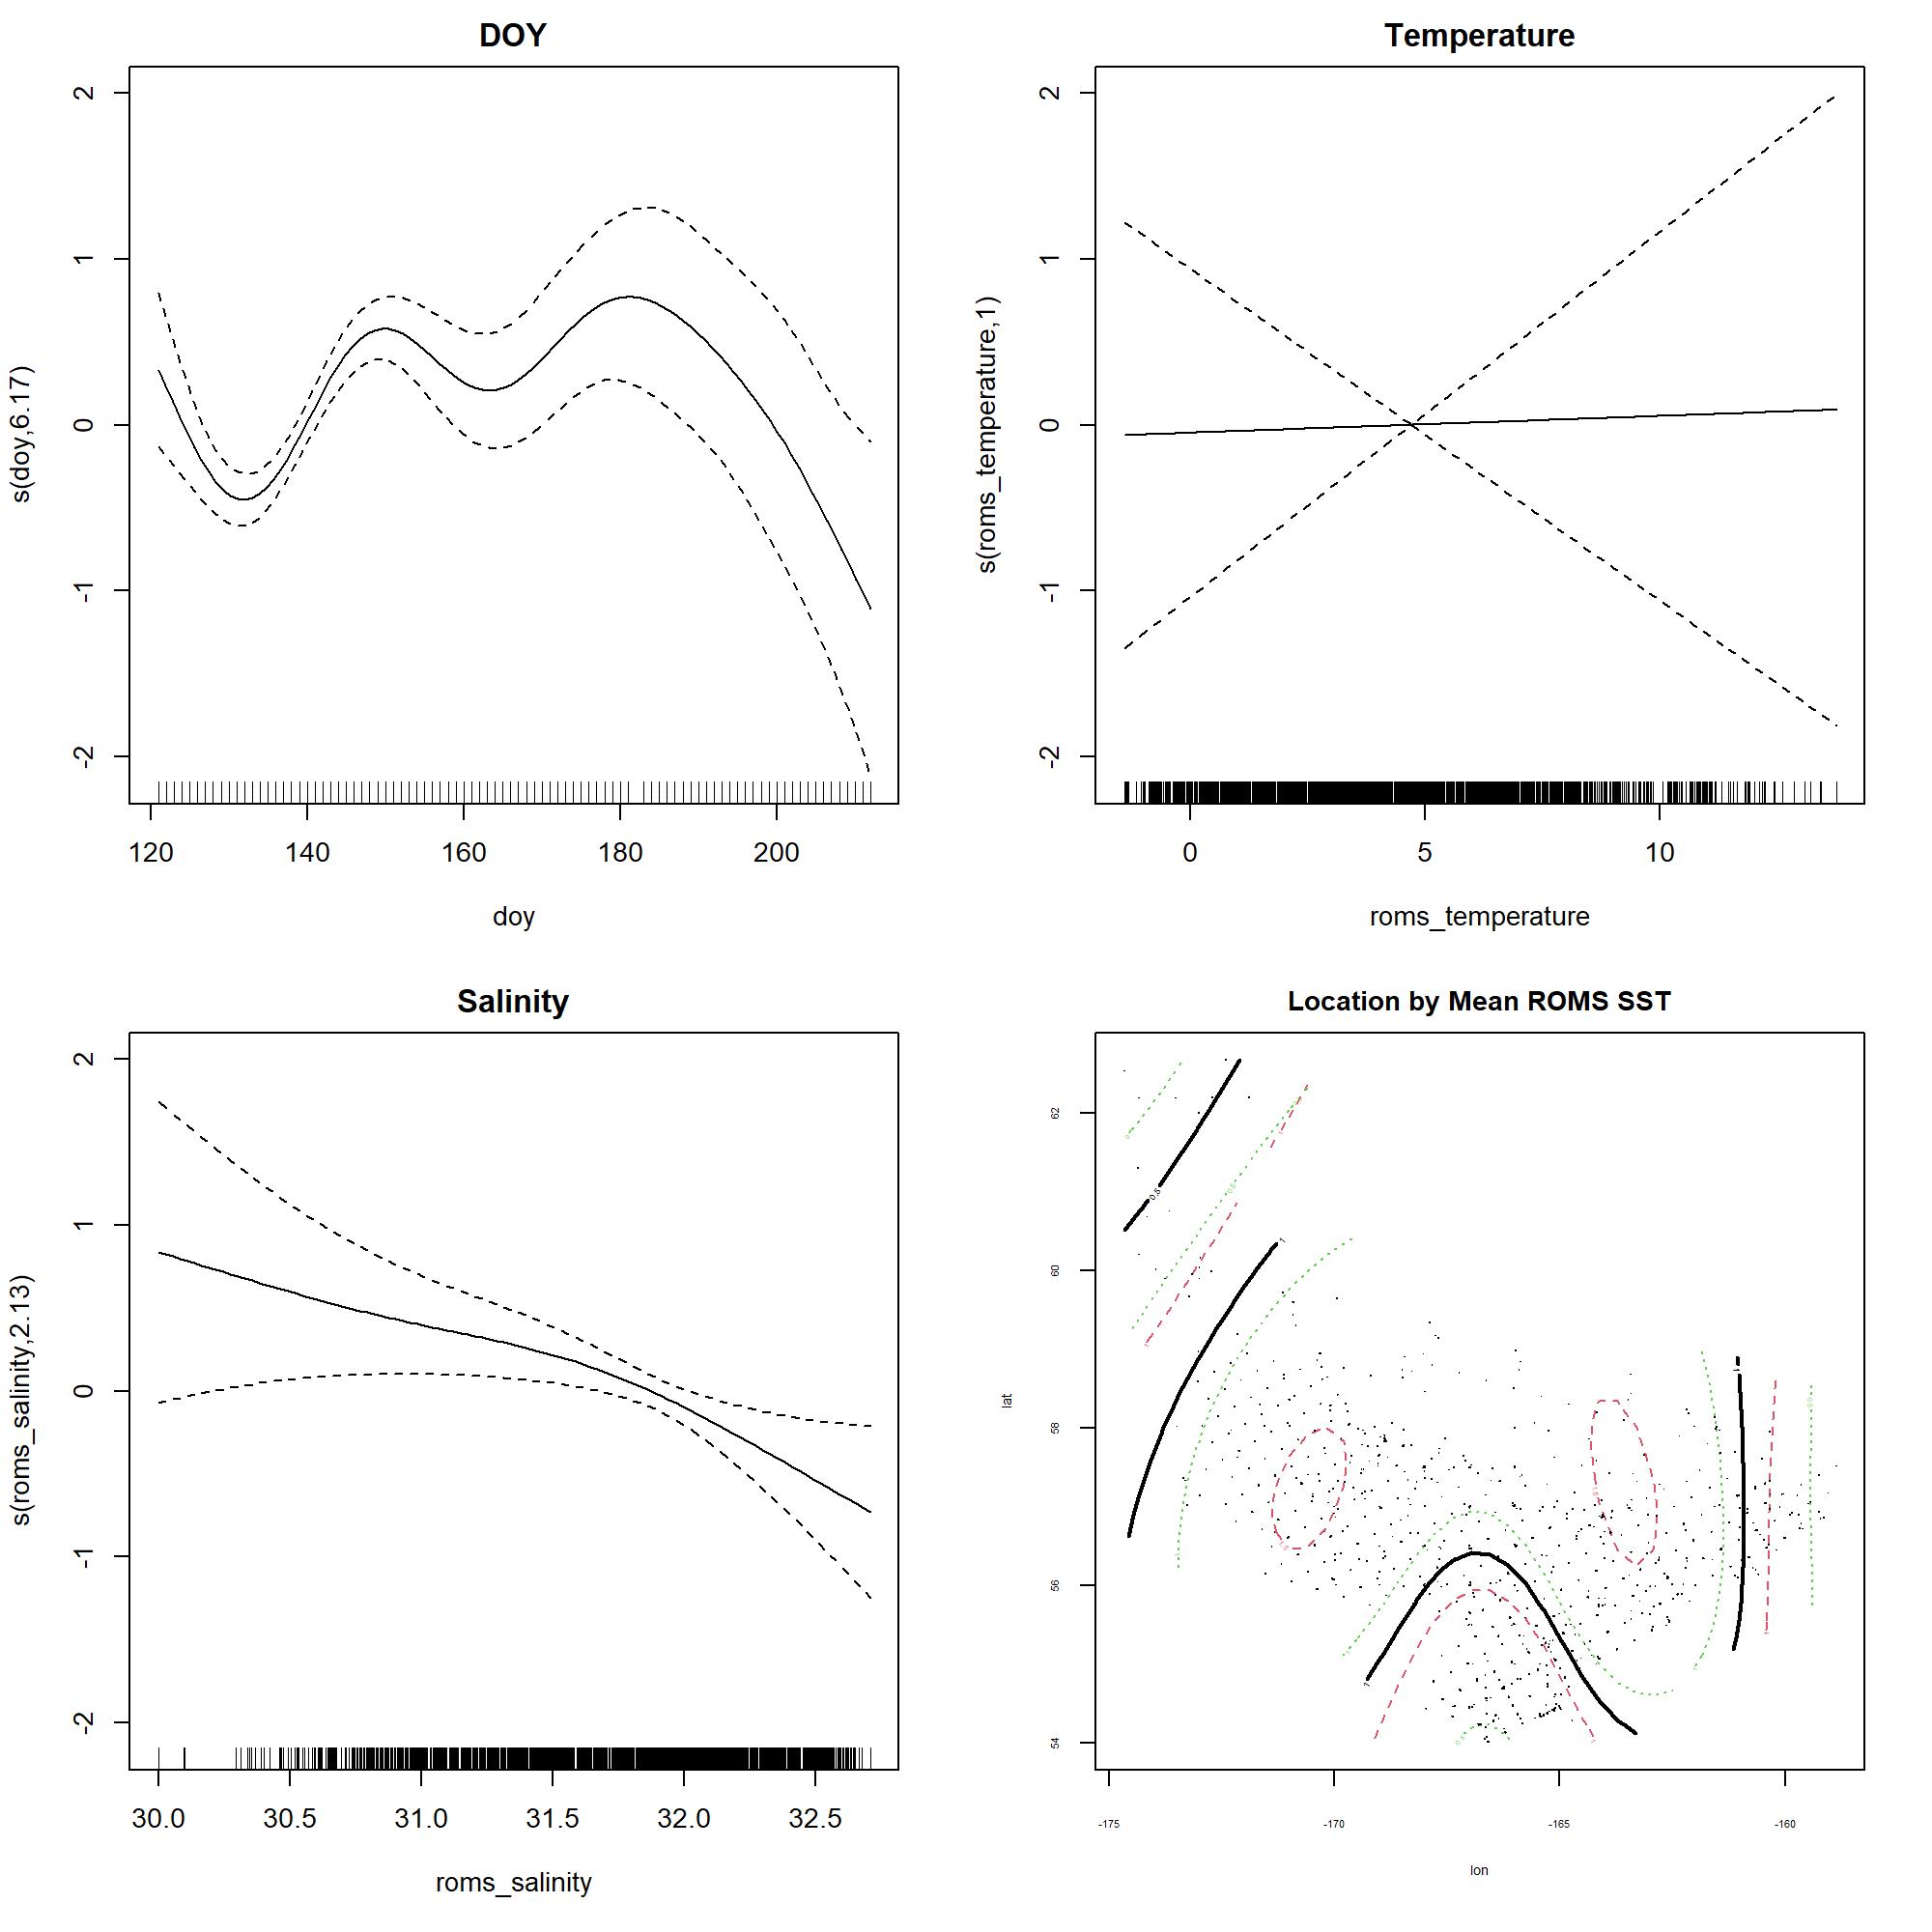 DOY
s(doy,6.17)
2
1
0
-1
-2
120 140 160 180 200
doy
Temperature
s(roms_temperature,1)
2
1
0
-1
-2
0 5 10
roms_temperature
Salinity
s(roms_salinity,2.13)
2
1
0
-1
-2
30.0 30.5 31.0 31.5 32.0 32.5
roms_salinity
Location by Mean ROMS SST
lat
62
60
58
56
54
0.5
1
-175 -170 -165 -160
lon